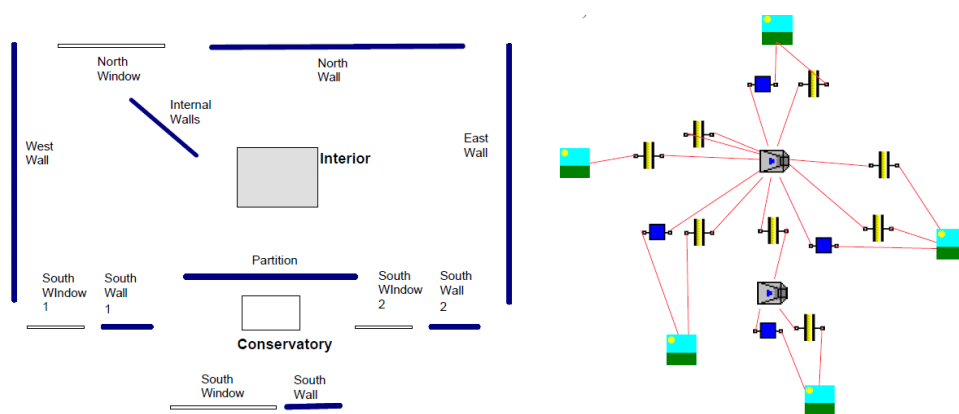 North
Window
North
Wall
Internal
Walls
West
Wall
Interior
East
Wall
Partition
South
WIndow
1
South
Wall
1
South
WIndow
2
South
Wall
2
Conservatory
South
Window
South
Wall